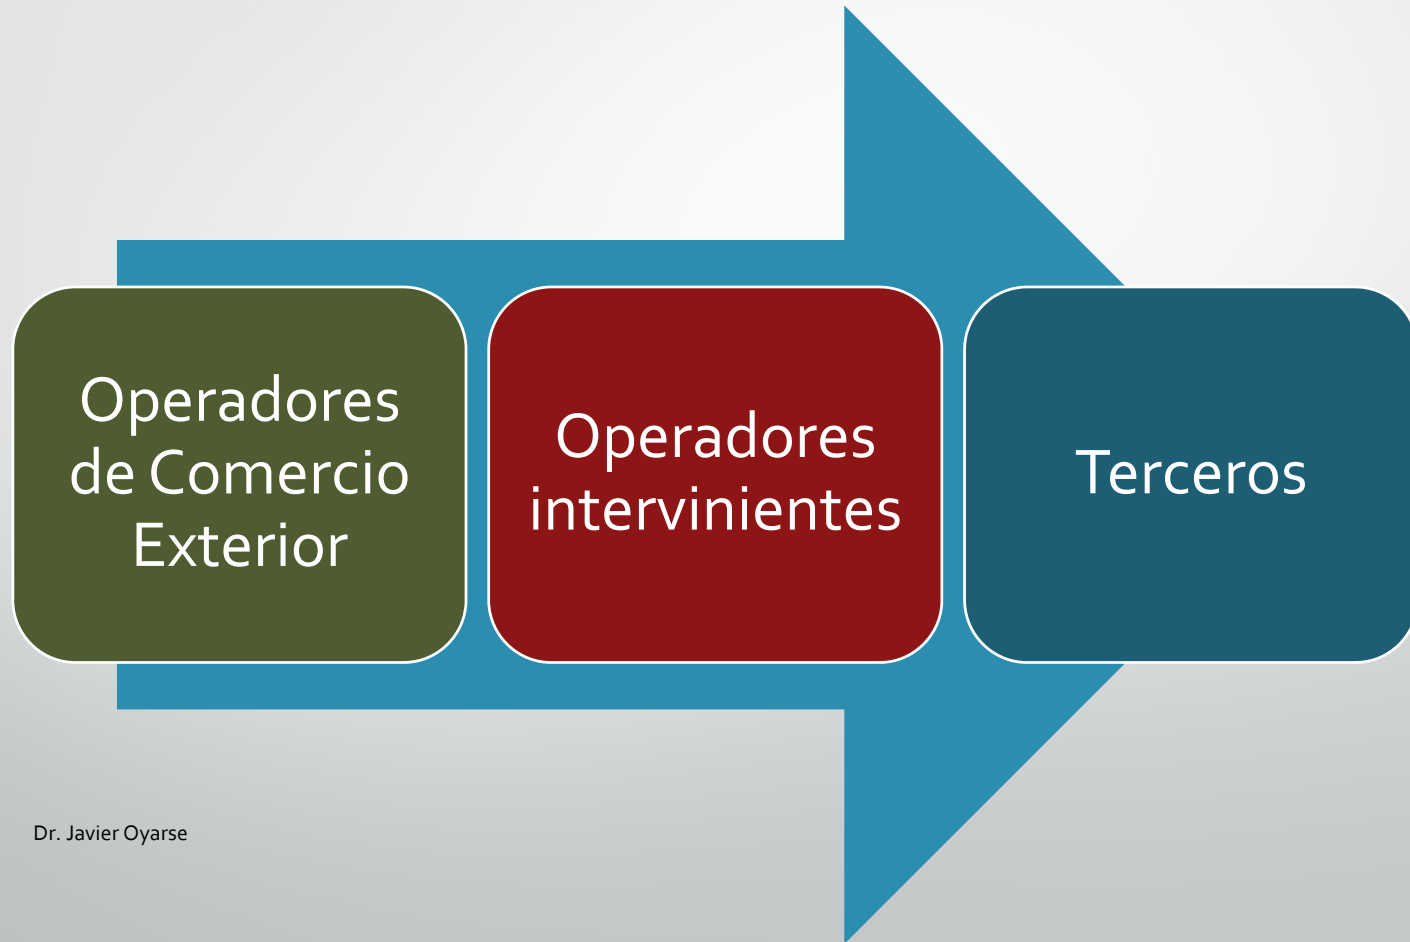 Operadores
de Comercio
Exterior
Operadores
intervinientes
Terceros
Dr. Javier Oyarse